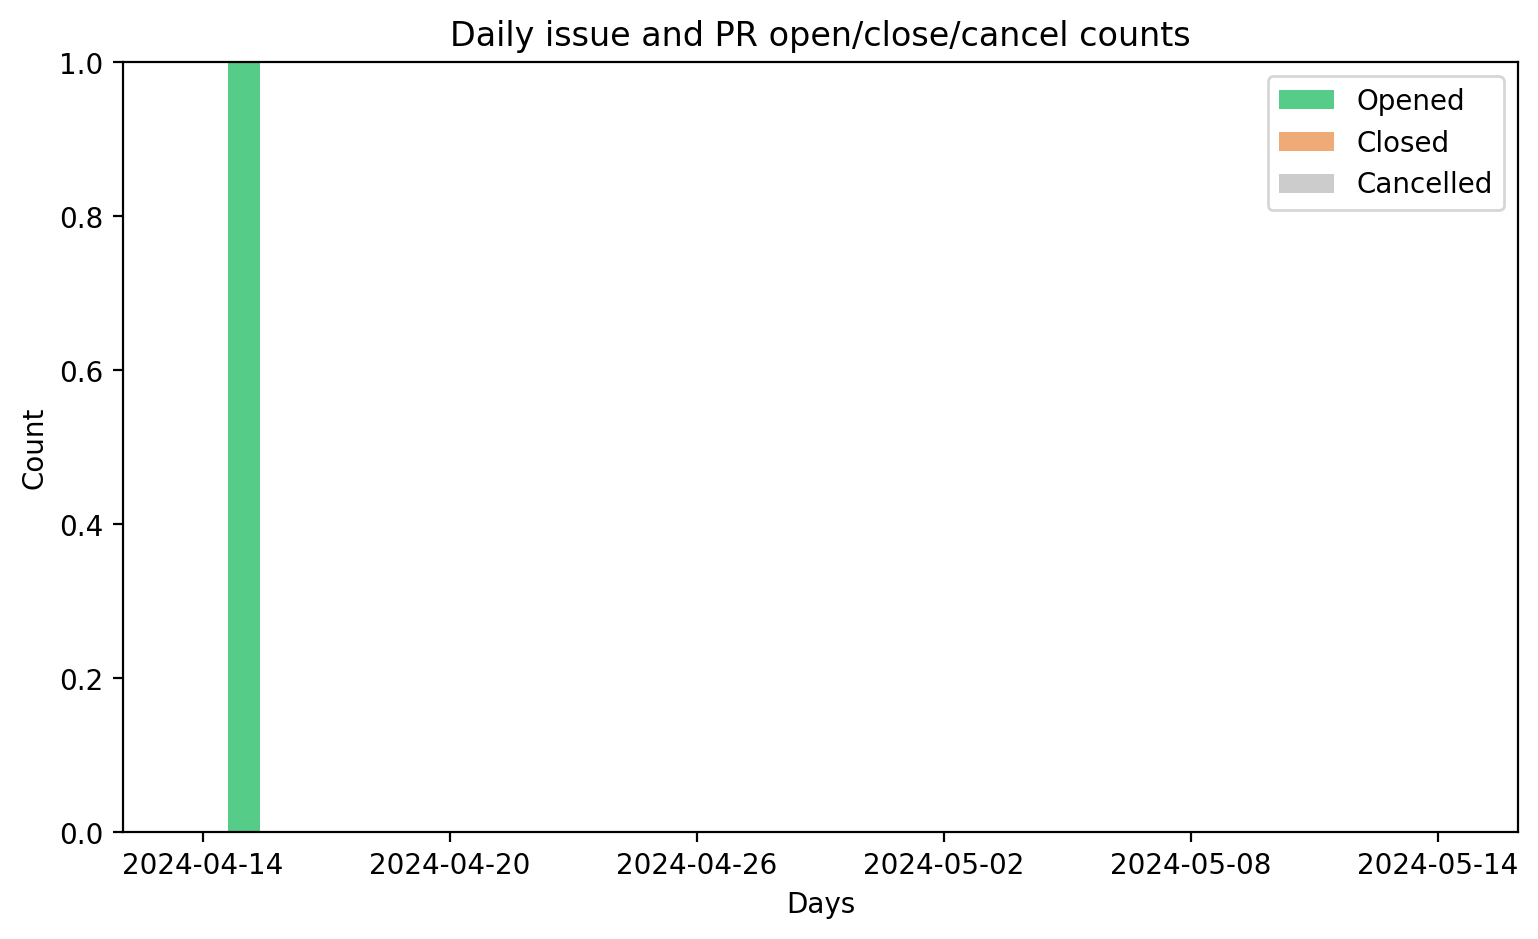 Daily issue and PR open/close/cancel counts
1.0
0.8
0.6
0.4
0.2
0.0
Count
Opened
Closed
Cancelled
2024-04-14 2024-04-20 2024-04-26 2024-05-02 2024-05-08 2024-05-14
Days